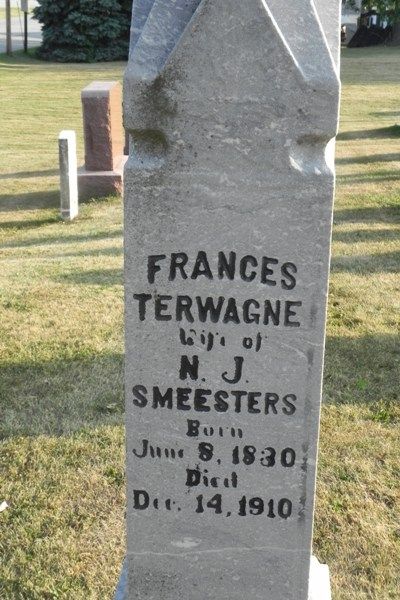 FRANCES
TERWAGNE
Wife of
N. J.
SMEESTERS
Born
June 8, 1830
Died
Dec. 14, 1910